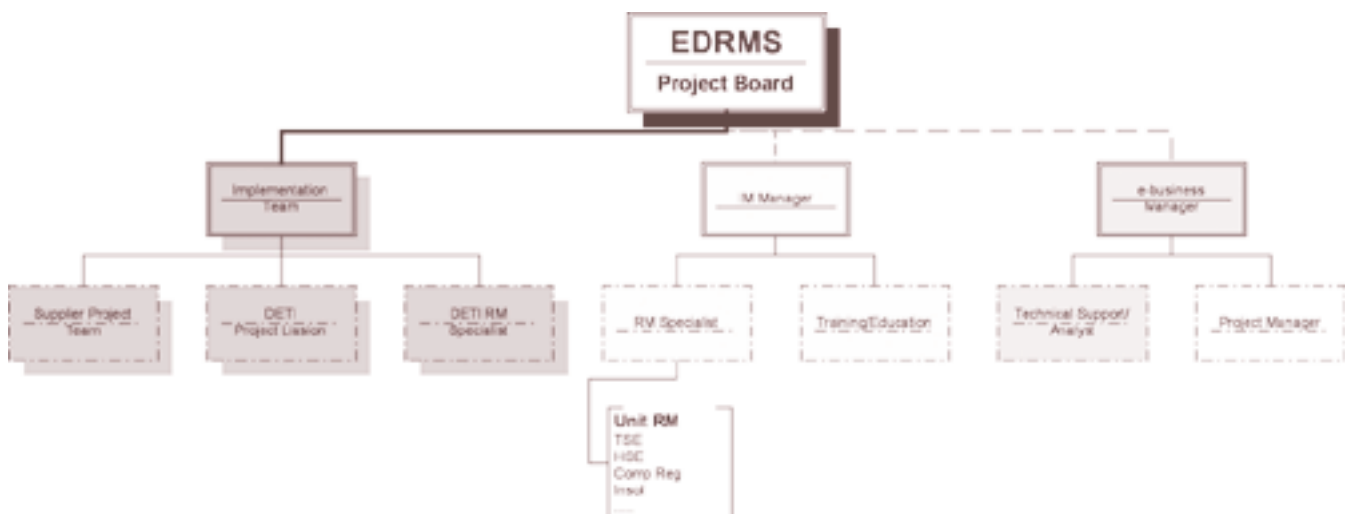 EDRMS
Project Board
Implementation
Team
IM Manager
e-business
Manager
Supplier Project
Team
DETI
Project Liasion
DETI RM
Specialist
RM Specialist
Training/Education
Technical Support/
Analyst
Project Manager
Unit RM
TSE
HSE
Comp Reg
Insol